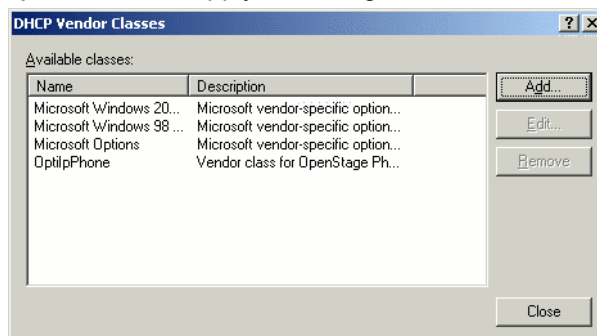 DHCP Vendor Classes
Available classes:
Name Description
Microsoft Windows 20... Microsoft vendor-specific option...
Microsoft Windows 98 ... Microsoft vendor-specific option...
Microsoft Options Microsoft vendor-specific option...
OptiIpPhone Vendor class for OpenStage Ph...
Add...
Edit...
Remove
Close